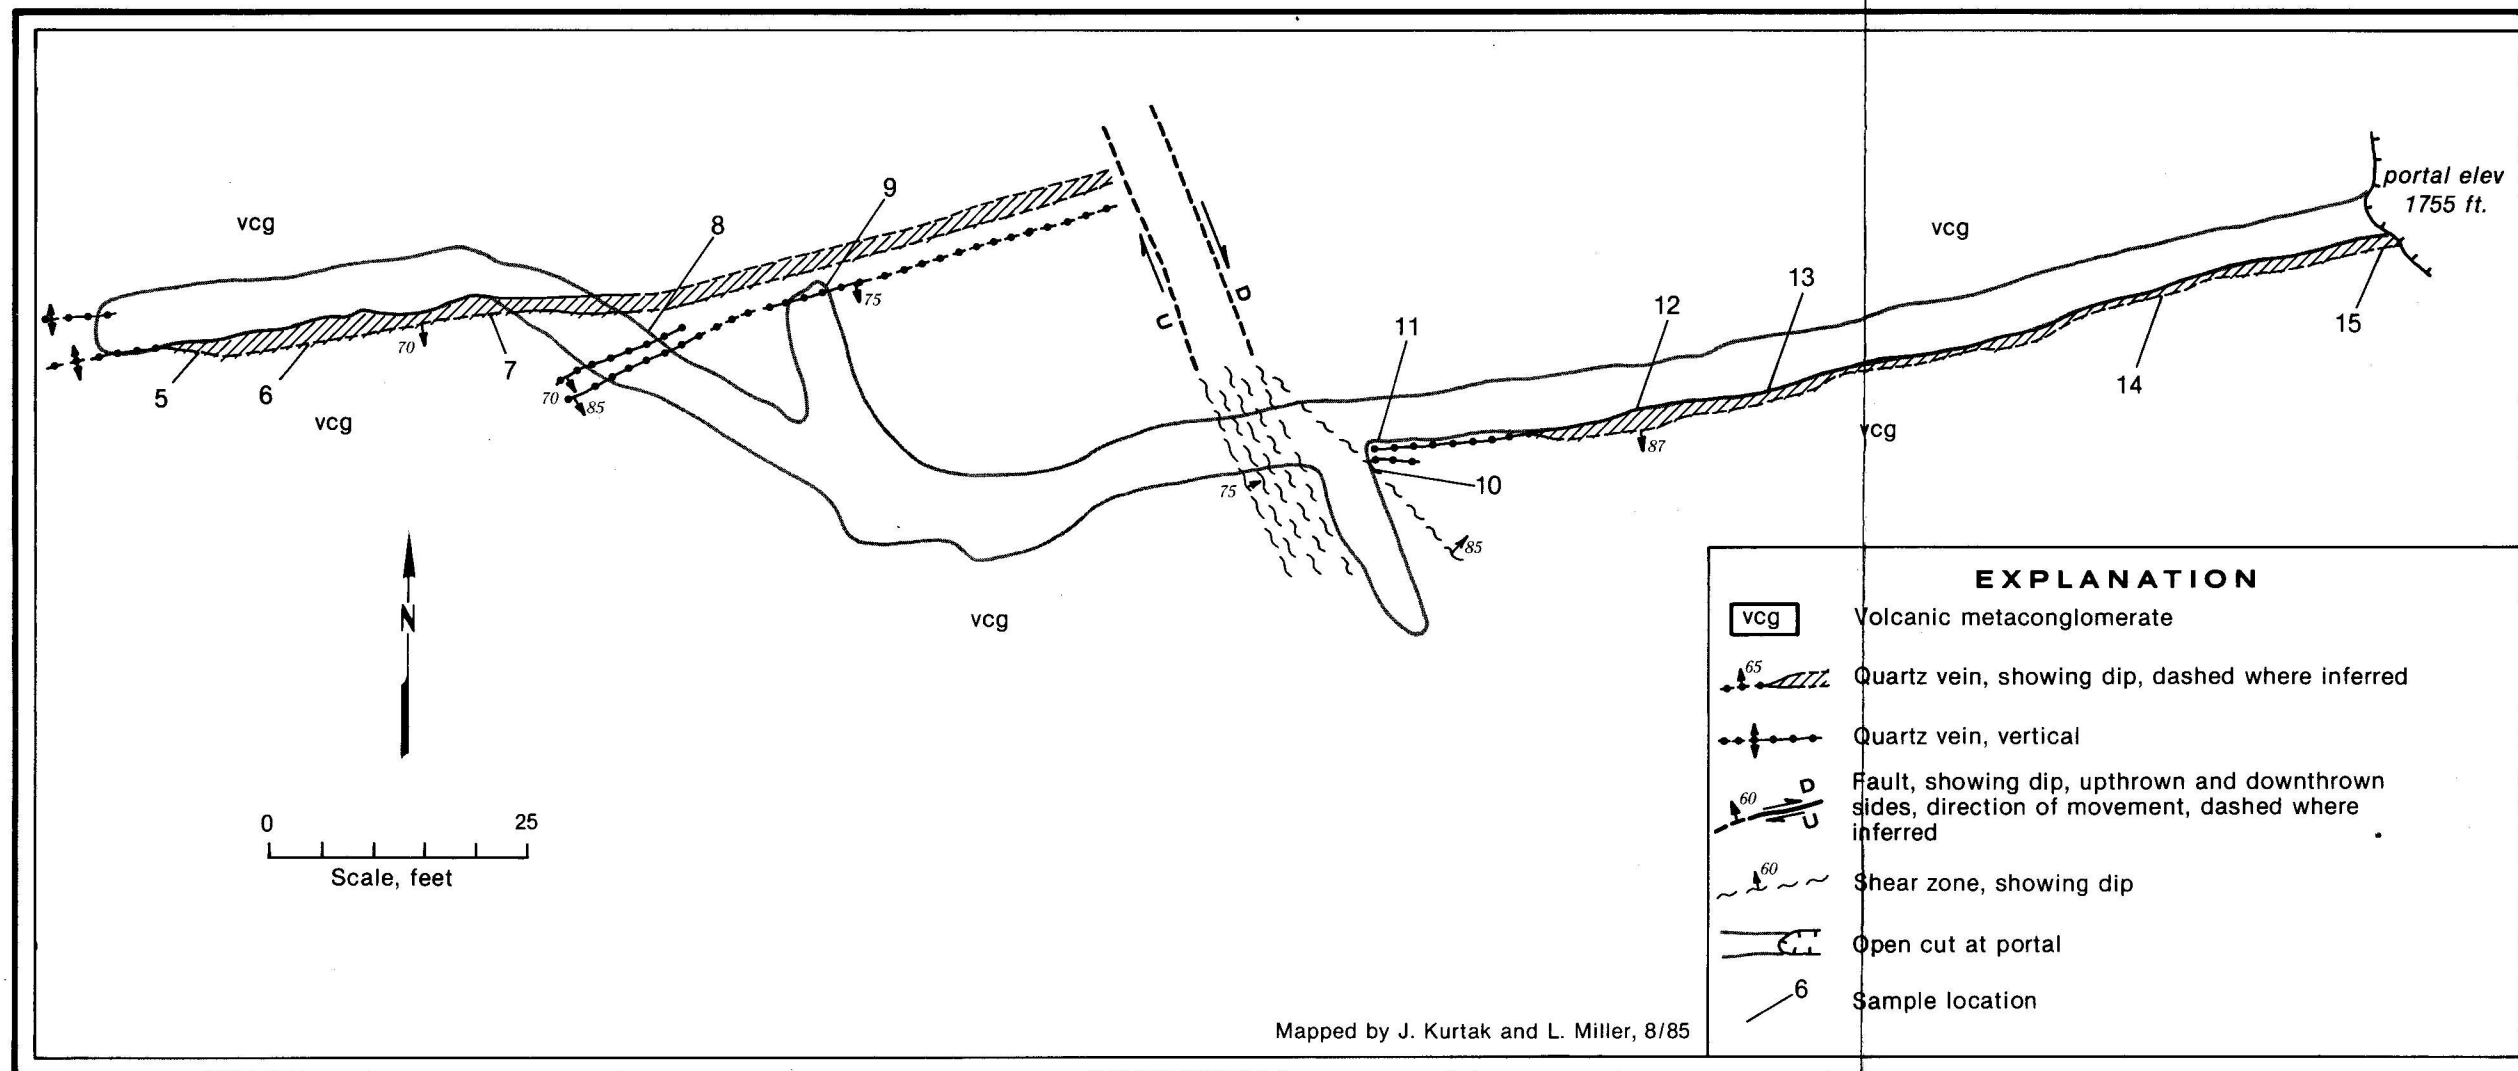 portal elev
1755 ft.
vcg
vcg
9
8
75
D
U
13
12
11
15
14
70
7
5
6
70
85
vcg
vcg
87
10
75
85
N
vcg
0
25
Scale, feet
Mapped by J. Kurtak and L. Miller, 8/85
EXPLANATION
vcg Volcanic metaconglomerate
65 Quartz vein, showing dip, dashed where inferred
Quartz vein, vertical
60 D U Fault, showing dip, upthrown and downthrown
sides, direction of movement, dashed where
inferred
60 Shear zone, showing dip
Open cut at portal
6 Sample location